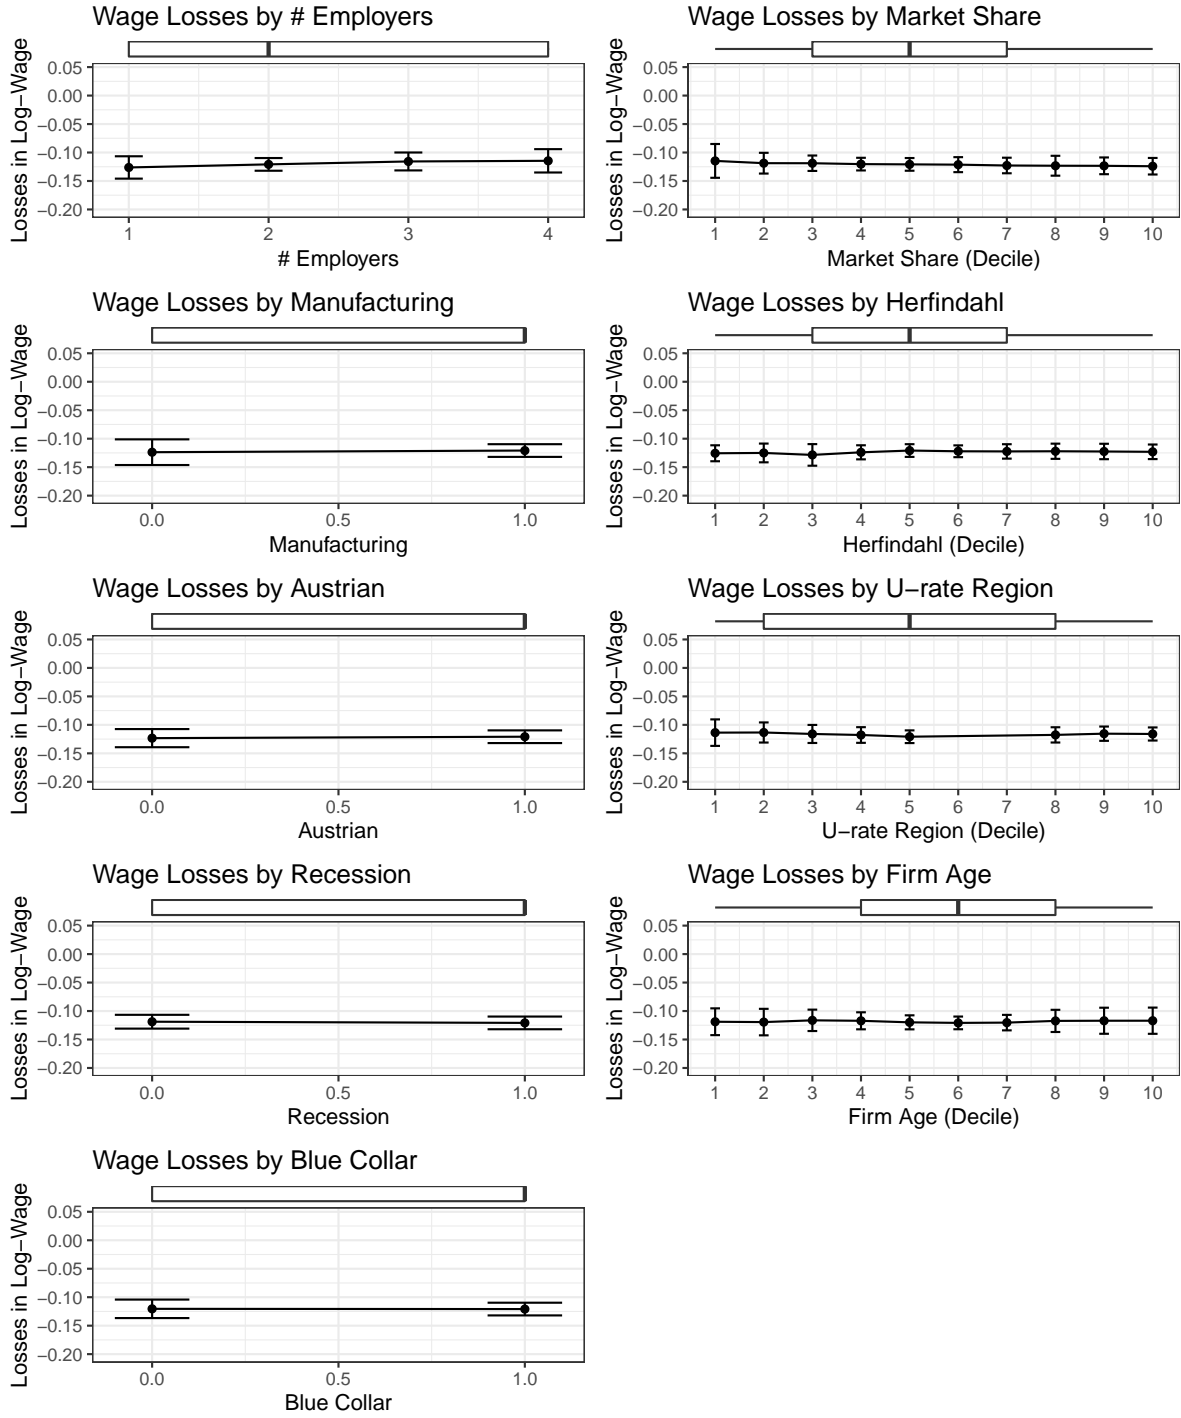 Wage Losses by # Employers
Losses in Log−Wage
0.05
0.00
−0.05
−0.10
−0.15
−0.20
1 2 3 4
# Employers
Wage Losses by Market Share
Losses in Log−Wage
0.05
0.00
−0.05
−0.10
−0.15
−0.20
1 2 3 4 5 6 7 8 9 10
Market Share (Decile)
Wage Losses by Manufacturing
Losses in Log−Wage
0.05
0.00
−0.05
−0.10
−0.15
−0.20
0.0 0.5 1.0
Manufacturing
Wage Losses by Herfindahl
Losses in Log−Wage
0.05
0.00
−0.05
−0.10
−0.15
−0.20
1 2 3 4 5 6 7 8 9 10
Herfindahl (Decile)
Wage Losses by Austrian
Losses in Log−Wage
0.05
0.00
−0.05
−0.10
−0.15
−0.20
0.0 0.5 1.0
Austrian
Wage Losses by U−rate Region
Losses in Log−Wage
0.05
0.00
−0.05
−0.10
−0.15
−0.20
1 2 3 4 5 6 7 8 9 10
U−rate Region (Decile)
Wage Losses by Recession
Losses in Log−Wage
0.05
0.00
−0.05
−0.10
−0.15
−0.20
0.0 0.5 1.0
Recession
Wage Losses by Firm Age
Losses in Log−Wage
0.05
0.00
−0.05
−0.10
−0.15
−0.20
1 2 3 4 5 6 7 8 9 10
Firm Age (Decile)
Wage Losses by Blue Collar
Losses in Log−Wage
0.05
0.00
−0.05
−0.10
−0.15
−0.20
0.0 0.5 1.0
Blue Collar